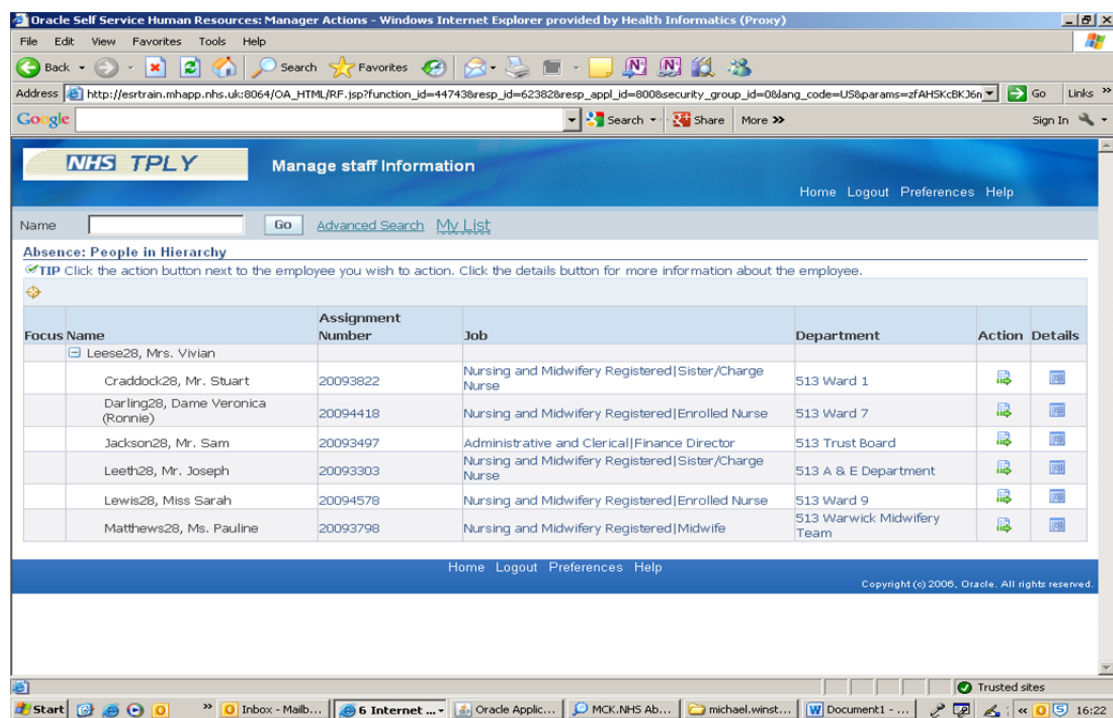 Oracle Self Service Human Resources: Manager Actions - Windows Internet Explorer provided by Health Informatics (Proxy)
File Edit View Favorites Tools Help
Back Search Favorites
Address http://esrtrain.mhapp.nhs.uk:8064/OA_HTML/RF.jsp?function_id=44743&resp_id=62382&resp_appl_id=800&security_group_id=0&lang_code=US&params=zfAHSKcBKJ6n Go Links »
Google Search Share More >> Sign In
NHS TPLY Manage staff Information
Home Logout Preferences Help
Name Go Advanced Search My List
Absence: People in Hierarchy
TIP Click the action button next to the employee you wish to action. Click the details button for more information about the employee.
Focus Name Assignment Number Job Department Action Details
Leese28, Mrs. Vivian
Craddock28, Mr. Stuart 20093822 Nursing and Midwifery Registered|Sister/Charge Nurse 513 Ward 1
Darling28, Dame Veronica (Ronnie) 20094418 Nursing and Midwifery Registered|Enrolled Nurse 513 Ward 7
Jackson28, Mr. Sam 20093497 Administrative and Clerical|Finance Director 513 Trust Board
Leeth28, Mr. Joseph 20093303 Nursing and Midwifery Registered|Sister/Charge Nurse 513 A & E Department
Lewis28, Miss Sarah 20094578 Nursing and Midwifery Registered|Enrolled Nurse 513 Ward 9
Matthews28, Ms. Pauline 20093798 Nursing and Midwifery Registered|Midwife 513 Warwick Midwifery Team
Home Logout Preferences Help
Copyright (c) 2006, Oracle. All rights reserved.
Trusted sites
Start » Inbox - Mailb... 6 Internet ... Oracle Applic... MCK.NHS Ab... michael.winst... Document1 - ... « 16:22